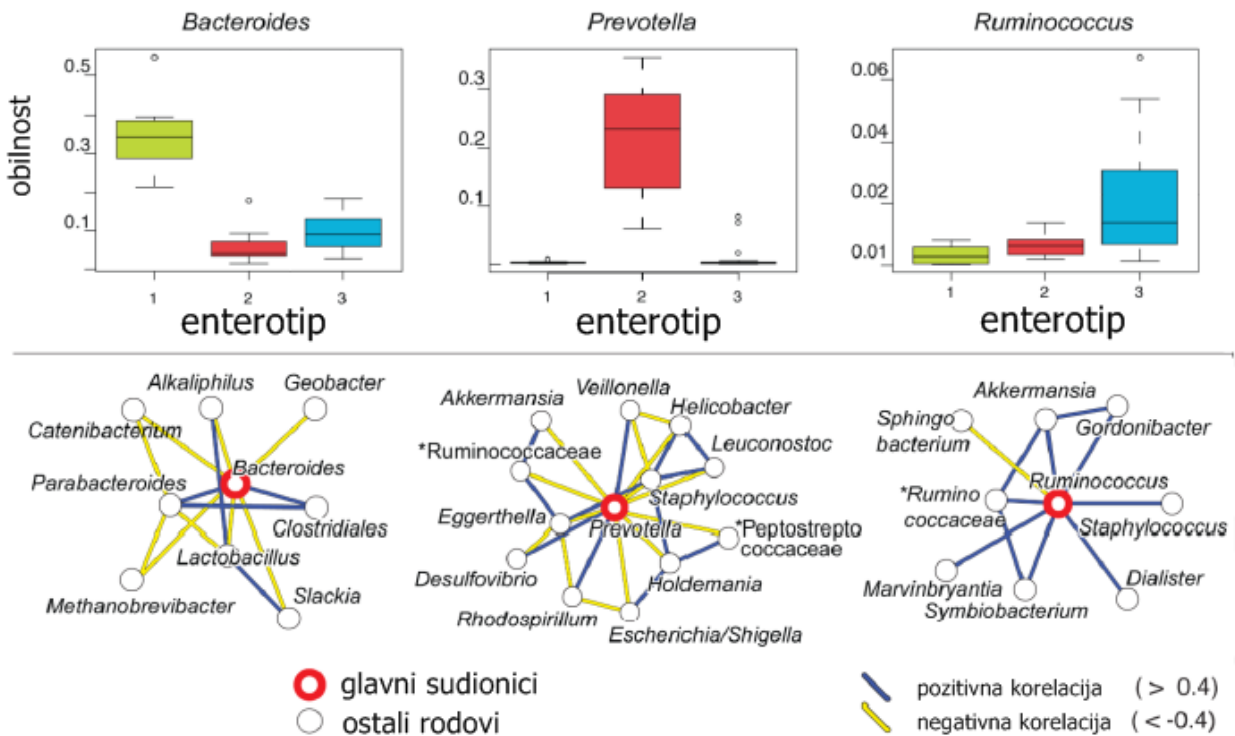 Bacteroides
Prevotella
Ruminococcus
obilnost
0.5
0.3
0.1
1
2
3
enterotip
0.3
0.1
1
2
3
enterotip
0.06
0.04
0.02
0.01
1
2
3
enterotip
Alkaliphilus
Geobacter
Catenibacterium
Bacteroides
Parabacteroides
Clostridiales
Lactobacillus
Methanobrevibacter
Slackia
Veillonella
Akkermansia
Helicobacter
*Ruminococcaceae
Leuconostoc
Staphylococcus
Eggerthella
Prevotella
*Peptostrepto
coccaceae
Desulfovibrio
Holdemania
Rhodospirillum
Escherichia/Shigella
Akkermansia
Sphingo
bacterium
Gordonibacter
Ruminococcus
*Rumino
coccaceae
Staphylococcus
Marvinbryantia
Dialister
Symbiobacterium
glavni sudionici
ostali rodovi
pozitivna korelacija (> 0.4)
negativna korelacija (< -0.4)